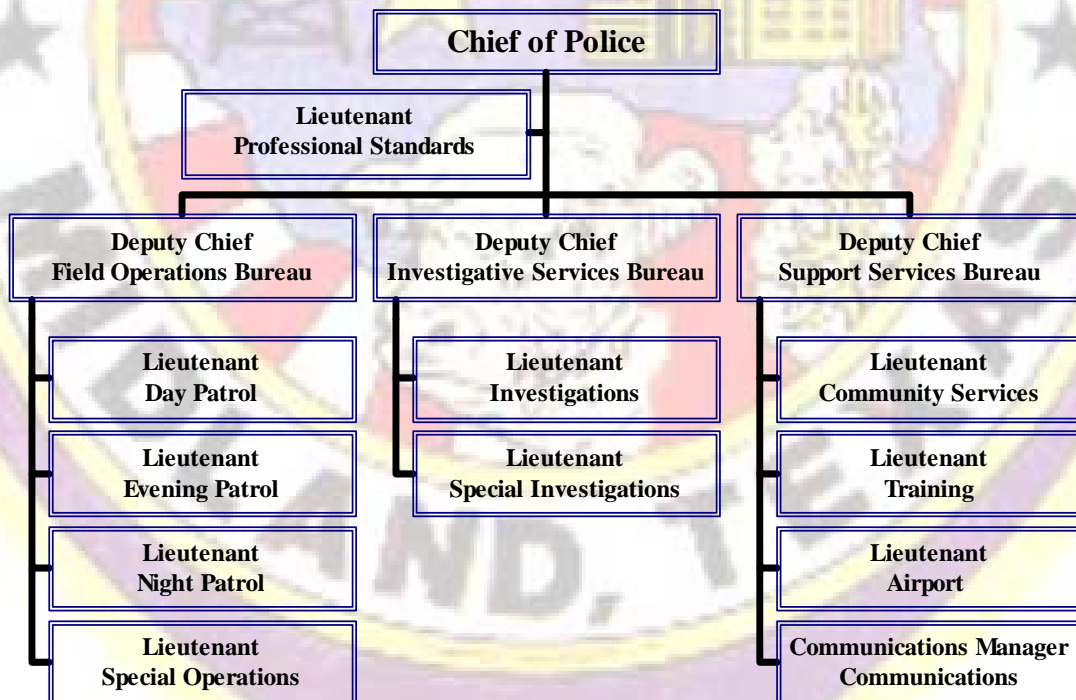 Chief of Police
Lieutenant
Professional Standards
Deputy Chief
Field Operations Bureau
Lieutenant
Day Patrol
Lieutenant
Evening Patrol
Lieutenant
Night Patrol
Lieutenant
Special Operations
Deputy Chief
Investigative Services Bureau
Lieutenant
Investigations
Lieutenant
Special Investigations
Deputy Chief
Support Services Bureau
Lieutenant
Community Services
Lieutenant
Training
Lieutenant
Airport
Communications Manager
Communications
MIDLAND, TEXAS